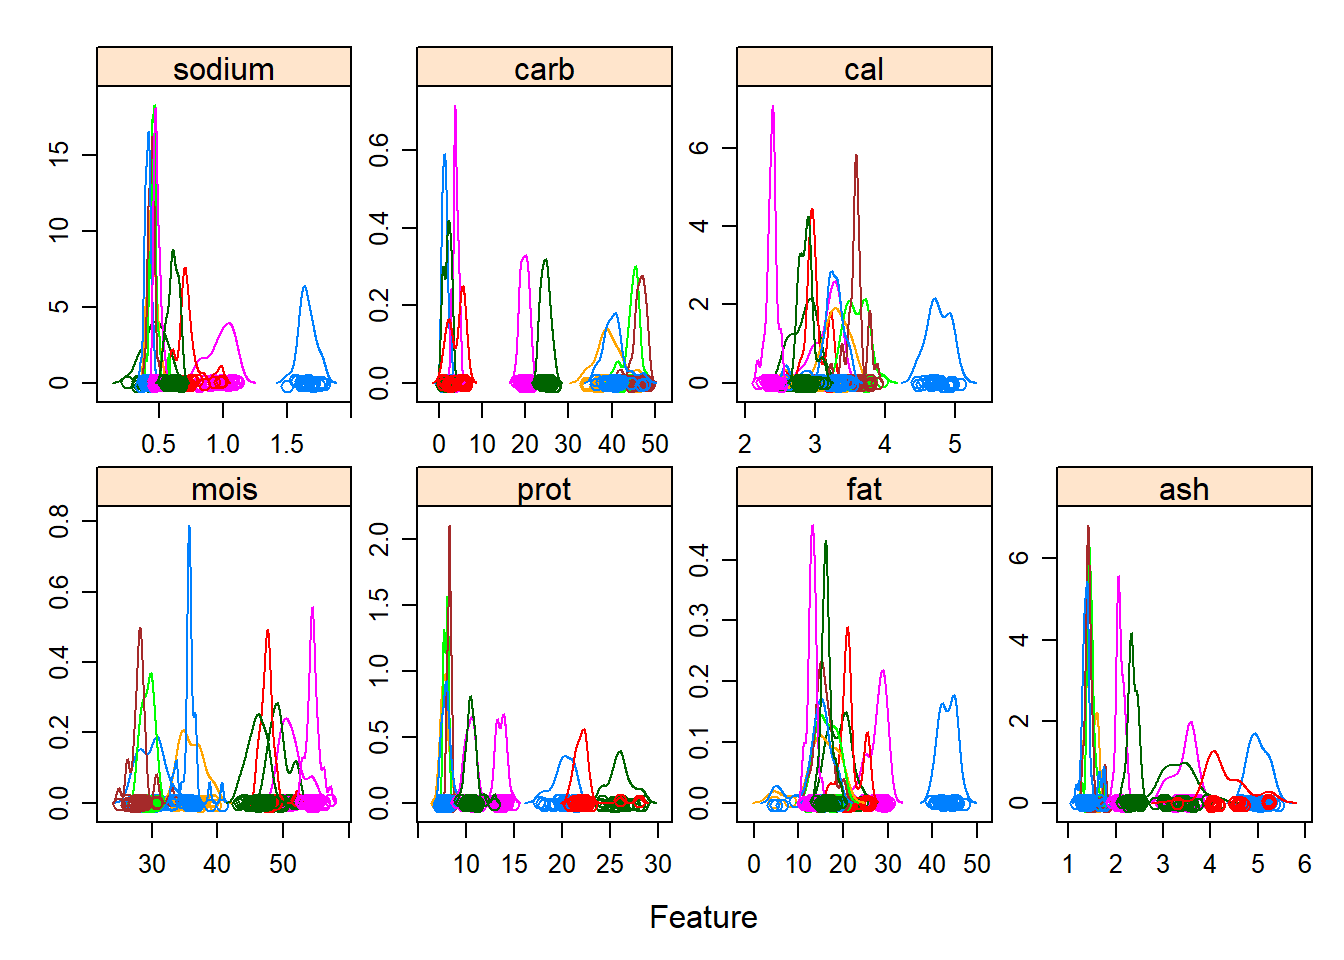 sodium carb cal
0 5 10 15
0.0 0.2 0.4 0.6
0 2 4 6
0.5 1.0 1.5
0 10 20 30 40 50
2 3 4 5
mois prot fat ash
0.0 0.2 0.4 0.6 0.8
0.0 0.5 1.0 1.5 2.0
0.0 0.1 0.2 0.3 0.4
0 2 4 6
30 40 50
10 15 20 25 30
0 10 20 30 40 50
1 2 3 4 5 6
Feature